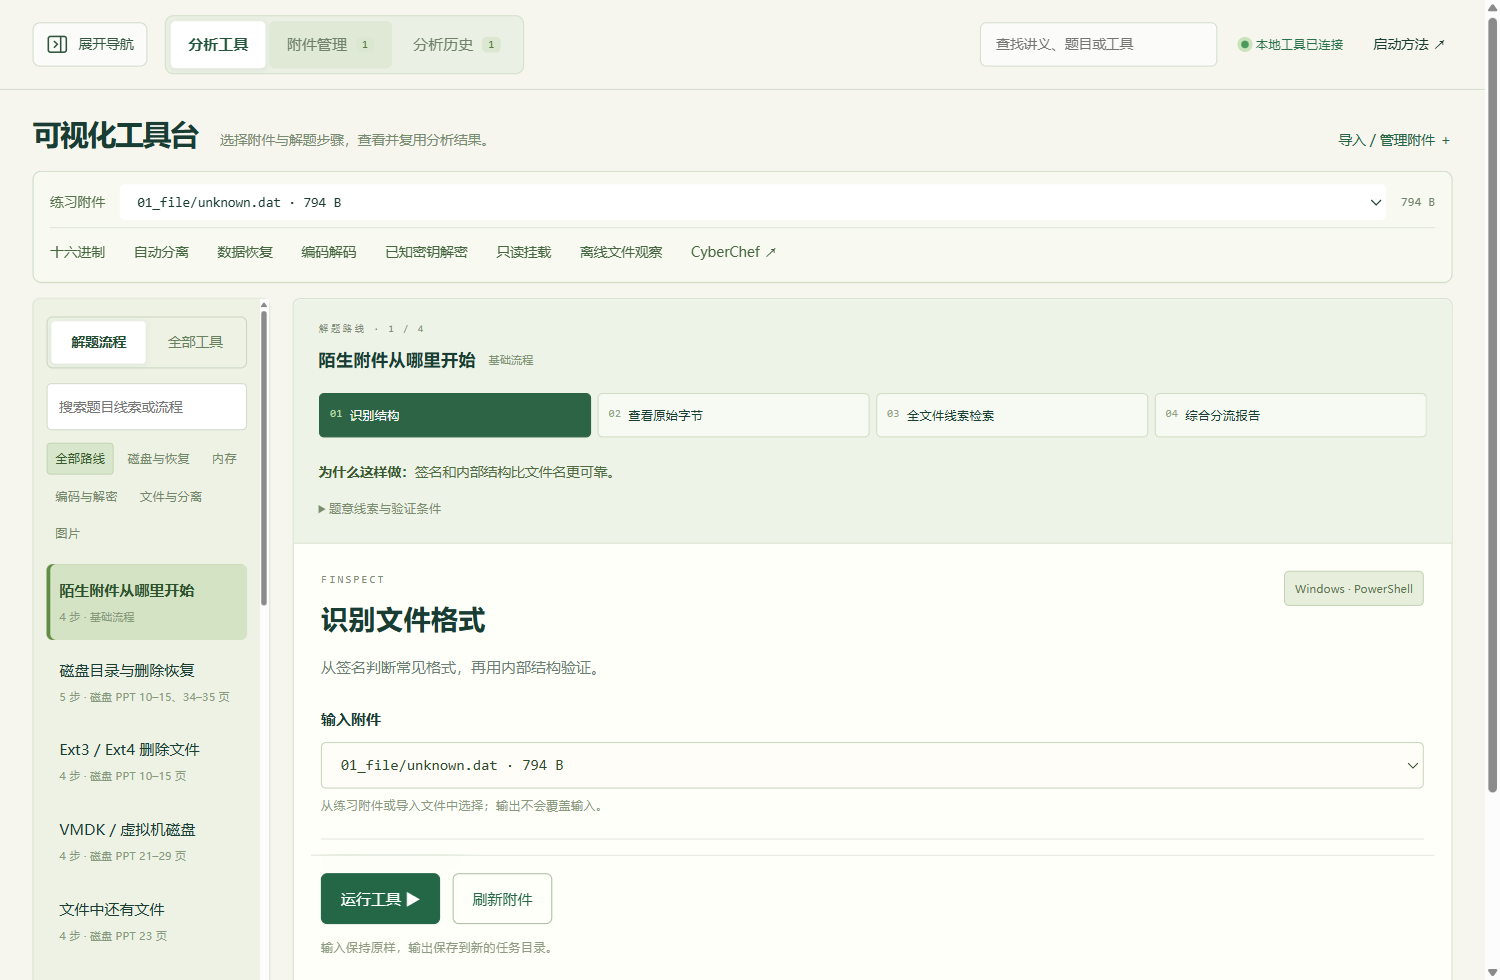 展开导航
分析工具
附件管理 1
分析历史 1
查找讲义、题目或工具
本地工具已连接
启动方法 ↗
可视化工具台
选择附件与解题步骤，查看并复用分析结果。
导入 / 管理附件 +
练习附件
01_file/unknown.dat · 794 B
794 B
十六进制
自动分离
数据恢复
编码解码
已知密钥解密
只读挂载
离线文件观察
CyberChef ↗
解题流程
全部工具
搜索题目线索或流程
全部路线
磁盘与恢复
内存
编码与解密
文件与分离
图片
陌生附件从哪里开始
4 步 · 基础流程
磁盘目录与删除恢复
5 步 · 磁盘 PPT 10–15、34–35 页
Ext3 / Ext4 删除文件
4 步 · 磁盘 PPT 10–15 页
VMDK / 虚拟机磁盘
4 步 · 磁盘 PPT 21–29 页
文件中还有文件
4 步 · 磁盘 PPT 23 页
解题路线 · 1 / 4
陌生附件从哪里开始 基础流程
01 识别结构
02 查看原始字节
03 全文件线索检索
04 综合分流报告
为什么这样做：签名和内部结构比文件名更可靠。
▶ 题意线索与验证条件
FINSPECT
Windows · PowerShell
识别文件格式
从签名判断常见格式，再用内部结构验证。
输入附件
01_file/unknown.dat · 794 B
从练习附件或导入文件中选择；输出不会覆盖输入。
运行工具 ▶
刷新附件
输入保持原样，输出保存到新的任务目录。